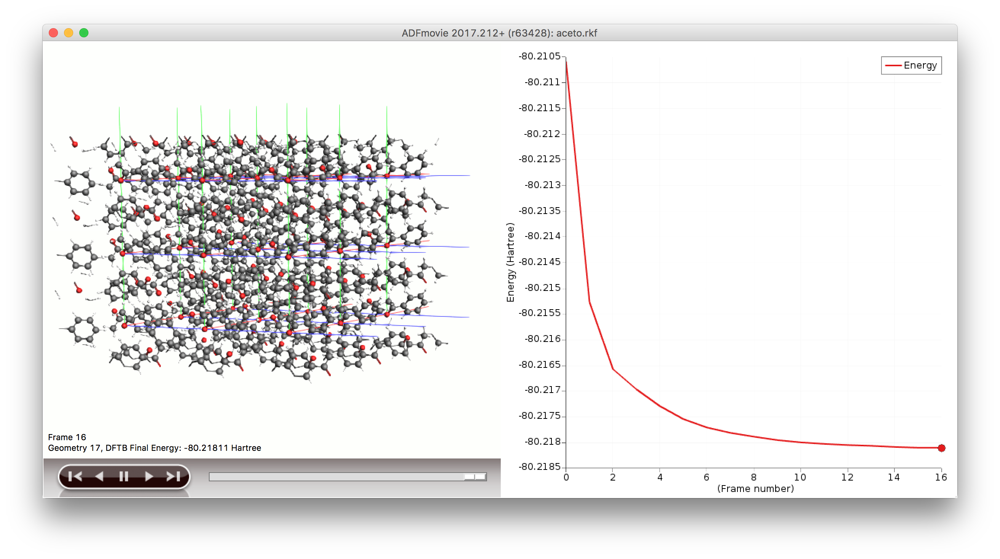 ADFmovie 2017.212+ (r63428): aceto.rkf
Frame 16
Geometry 17, DFTB Final Energy: -80.21811 Hartree
Energy
Energy (Hartree)
-80.2105
-80.211
-80.2115
-80.212
-80.2125
-80.213
-80.2135
-80.214
-80.2145
-80.215
-80.2155
-80.216
-80.2165
-80.217
-80.2175
-80.218
-80.2185
0 2 4 6 8 10 12 14 16
(Frame number)